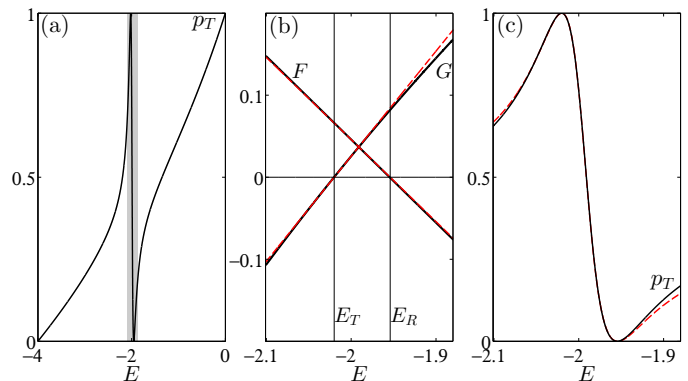 (a) p_T (b) (c)
1 1
F G
0.1
0.5 0 0.5
−0.1 p_T
E_T E_R
0 0
−4 −2 0 −2.1 −2 −1.9 −2.1 −2 −1.9
E E E